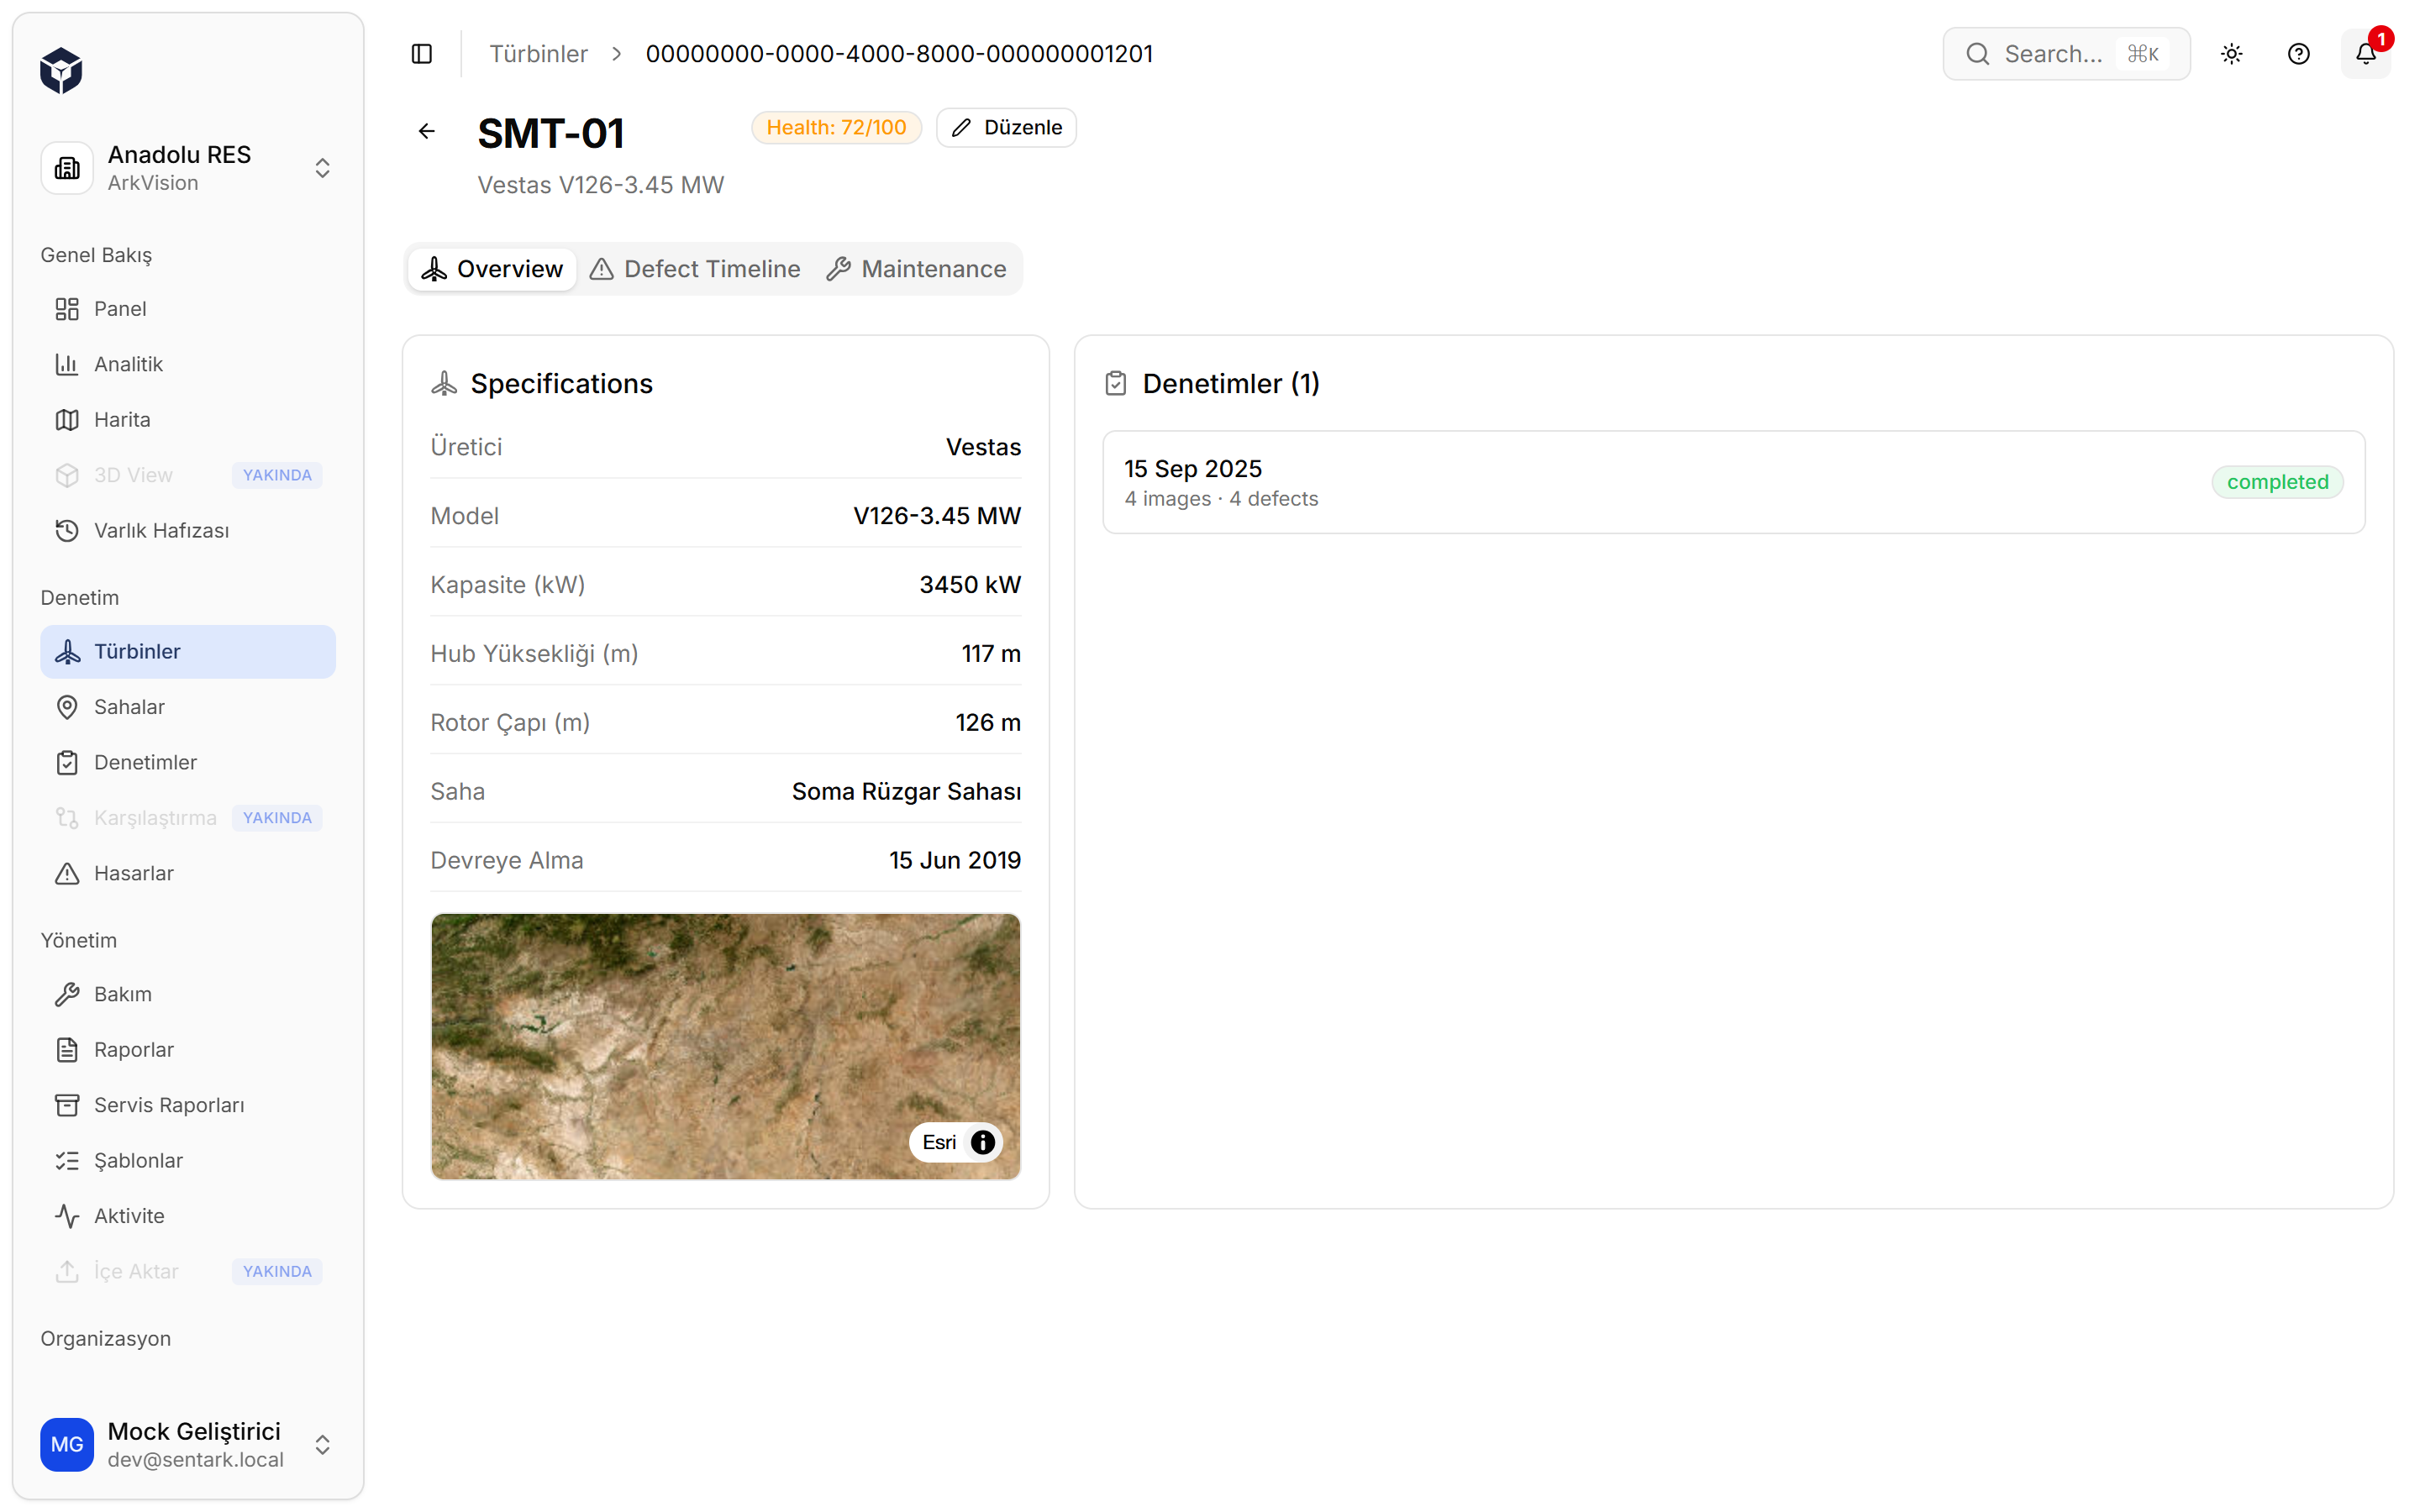 Anadolu RES
ArkVision
Genel Bakış
Panel
Analitik
Harita
3D View YAKINDA
Varlık Hafızası
Denetim
Türbinler
Sahalar
Denetimler
Karşılaştırma YAKINDA
Hasarlar
Yönetim
Bakım
Raporlar
Servis Raporları
Şablonlar
Aktivite
İçe Aktar YAKINDA
Organizasyon
MG
Mock Geliştirici
dev@sentark.local
Türbinler > 00000000-0000-4000-8000-000000001201
Search... ⌘K
1
SMT-01
Health: 72/100
Düzenle
Vestas V126-3.45 MW
Overview
Defect Timeline
Maintenance
Specifications
Üretici Vestas
Model V126-3.45 MW
Kapasite (kW) 3450 kW
Hub Yüksekliği (m) 117 m
Rotor Çapı (m) 126 m
Saha Soma Rüzgar Sahası
Devreye Alma 15 Jun 2019
Esri
Denetimler (1)
15 Sep 2025
4 images · 4 defects
completed